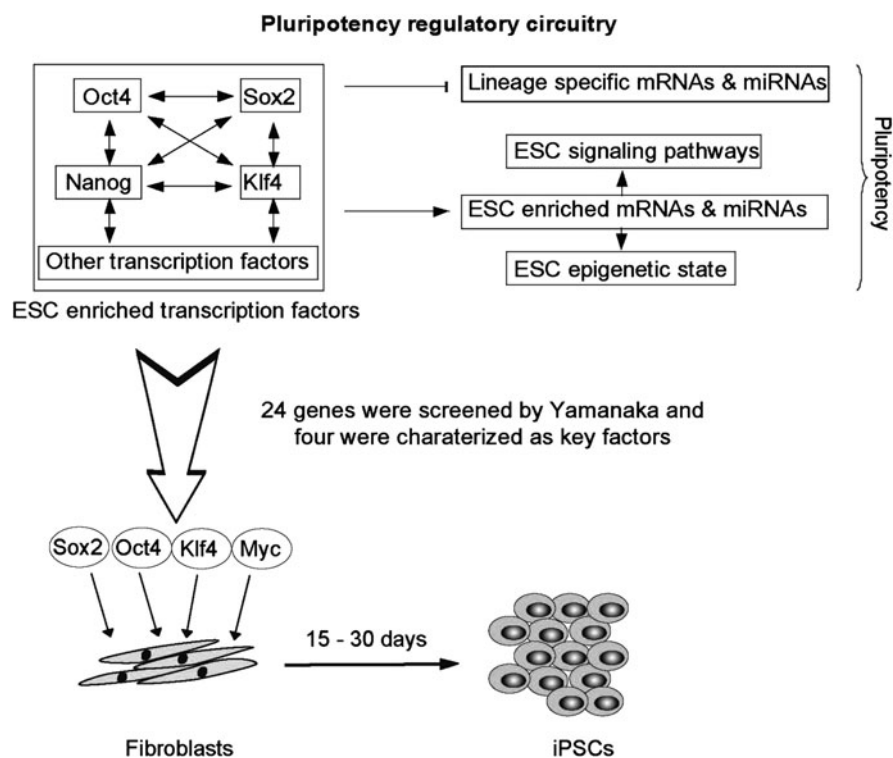 Pluripotency regulatory circuitry
Oct4
Sox2
Nanog
Klf4
Other transcription factors
ESC enriched transcription factors
Lineage specific mRNAs & miRNAs
ESC signaling pathways
ESC enriched mRNAs & miRNAs
ESC epigenetic state
Pluripotency
24 genes were screened by Yamanaka and
four were charaterized as key factors
Sox2
Oct4
Klf4
Myc
15 - 30 days
Fibroblasts
iPSCs